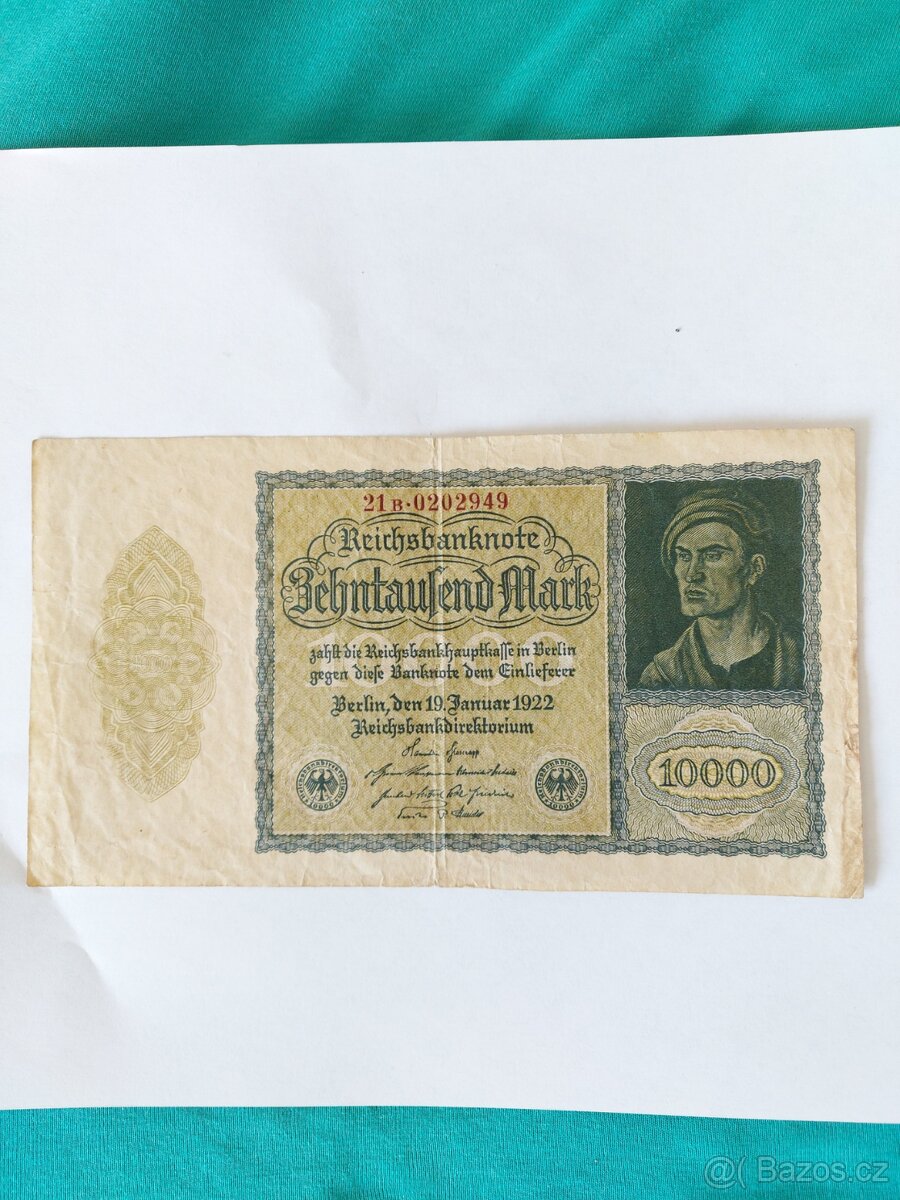 21B·0202949
Reichsbanknote
Zehntausend Mark
zahlt die Reichsbankhauptkasse in Berlin
gegen diese Banknote dem Einlieferer
Berlin, den 19. Januar 1922
Reichsbankdirektorium
10000
@( Bazos.cz